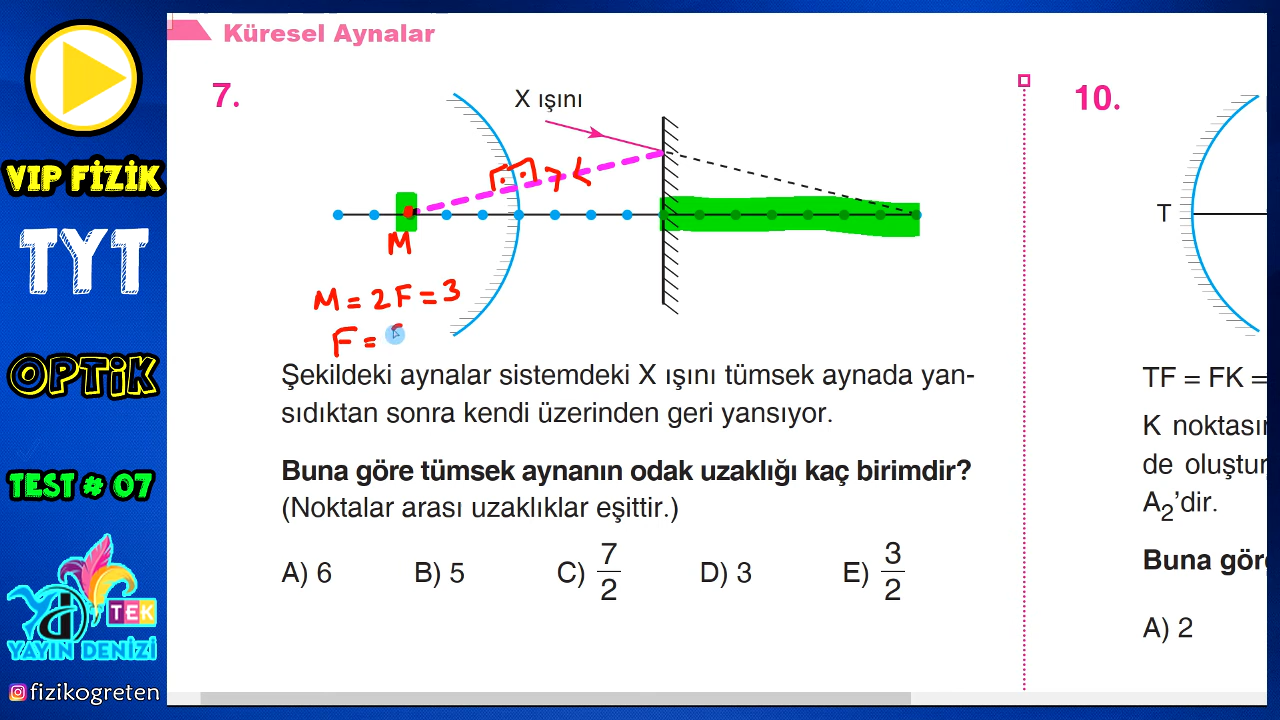 Küresel Aynalar
VIP FİZİK
TYT
OPTİK
TEST # 07
TEK
YAYIN DENİZİ
fizikogreten
7.
X ışını
M
M = 2F = 3
F =
Şekildeki aynalar sistemdeki X ışını tümsek aynada yan-
sıdıktan sonra kendi üzerinden geri yansıyor.
Buna göre tümsek aynanın odak uzaklığı kaç birimdir?
(Noktalar arası uzaklıklar eşittir.)
A) 6 B) 5 C) 7/2 D) 3 E) 3/2
10.
T
TF = FK =
K noktasın
de oluştur
A2'dir.
Buna göre
A) 2